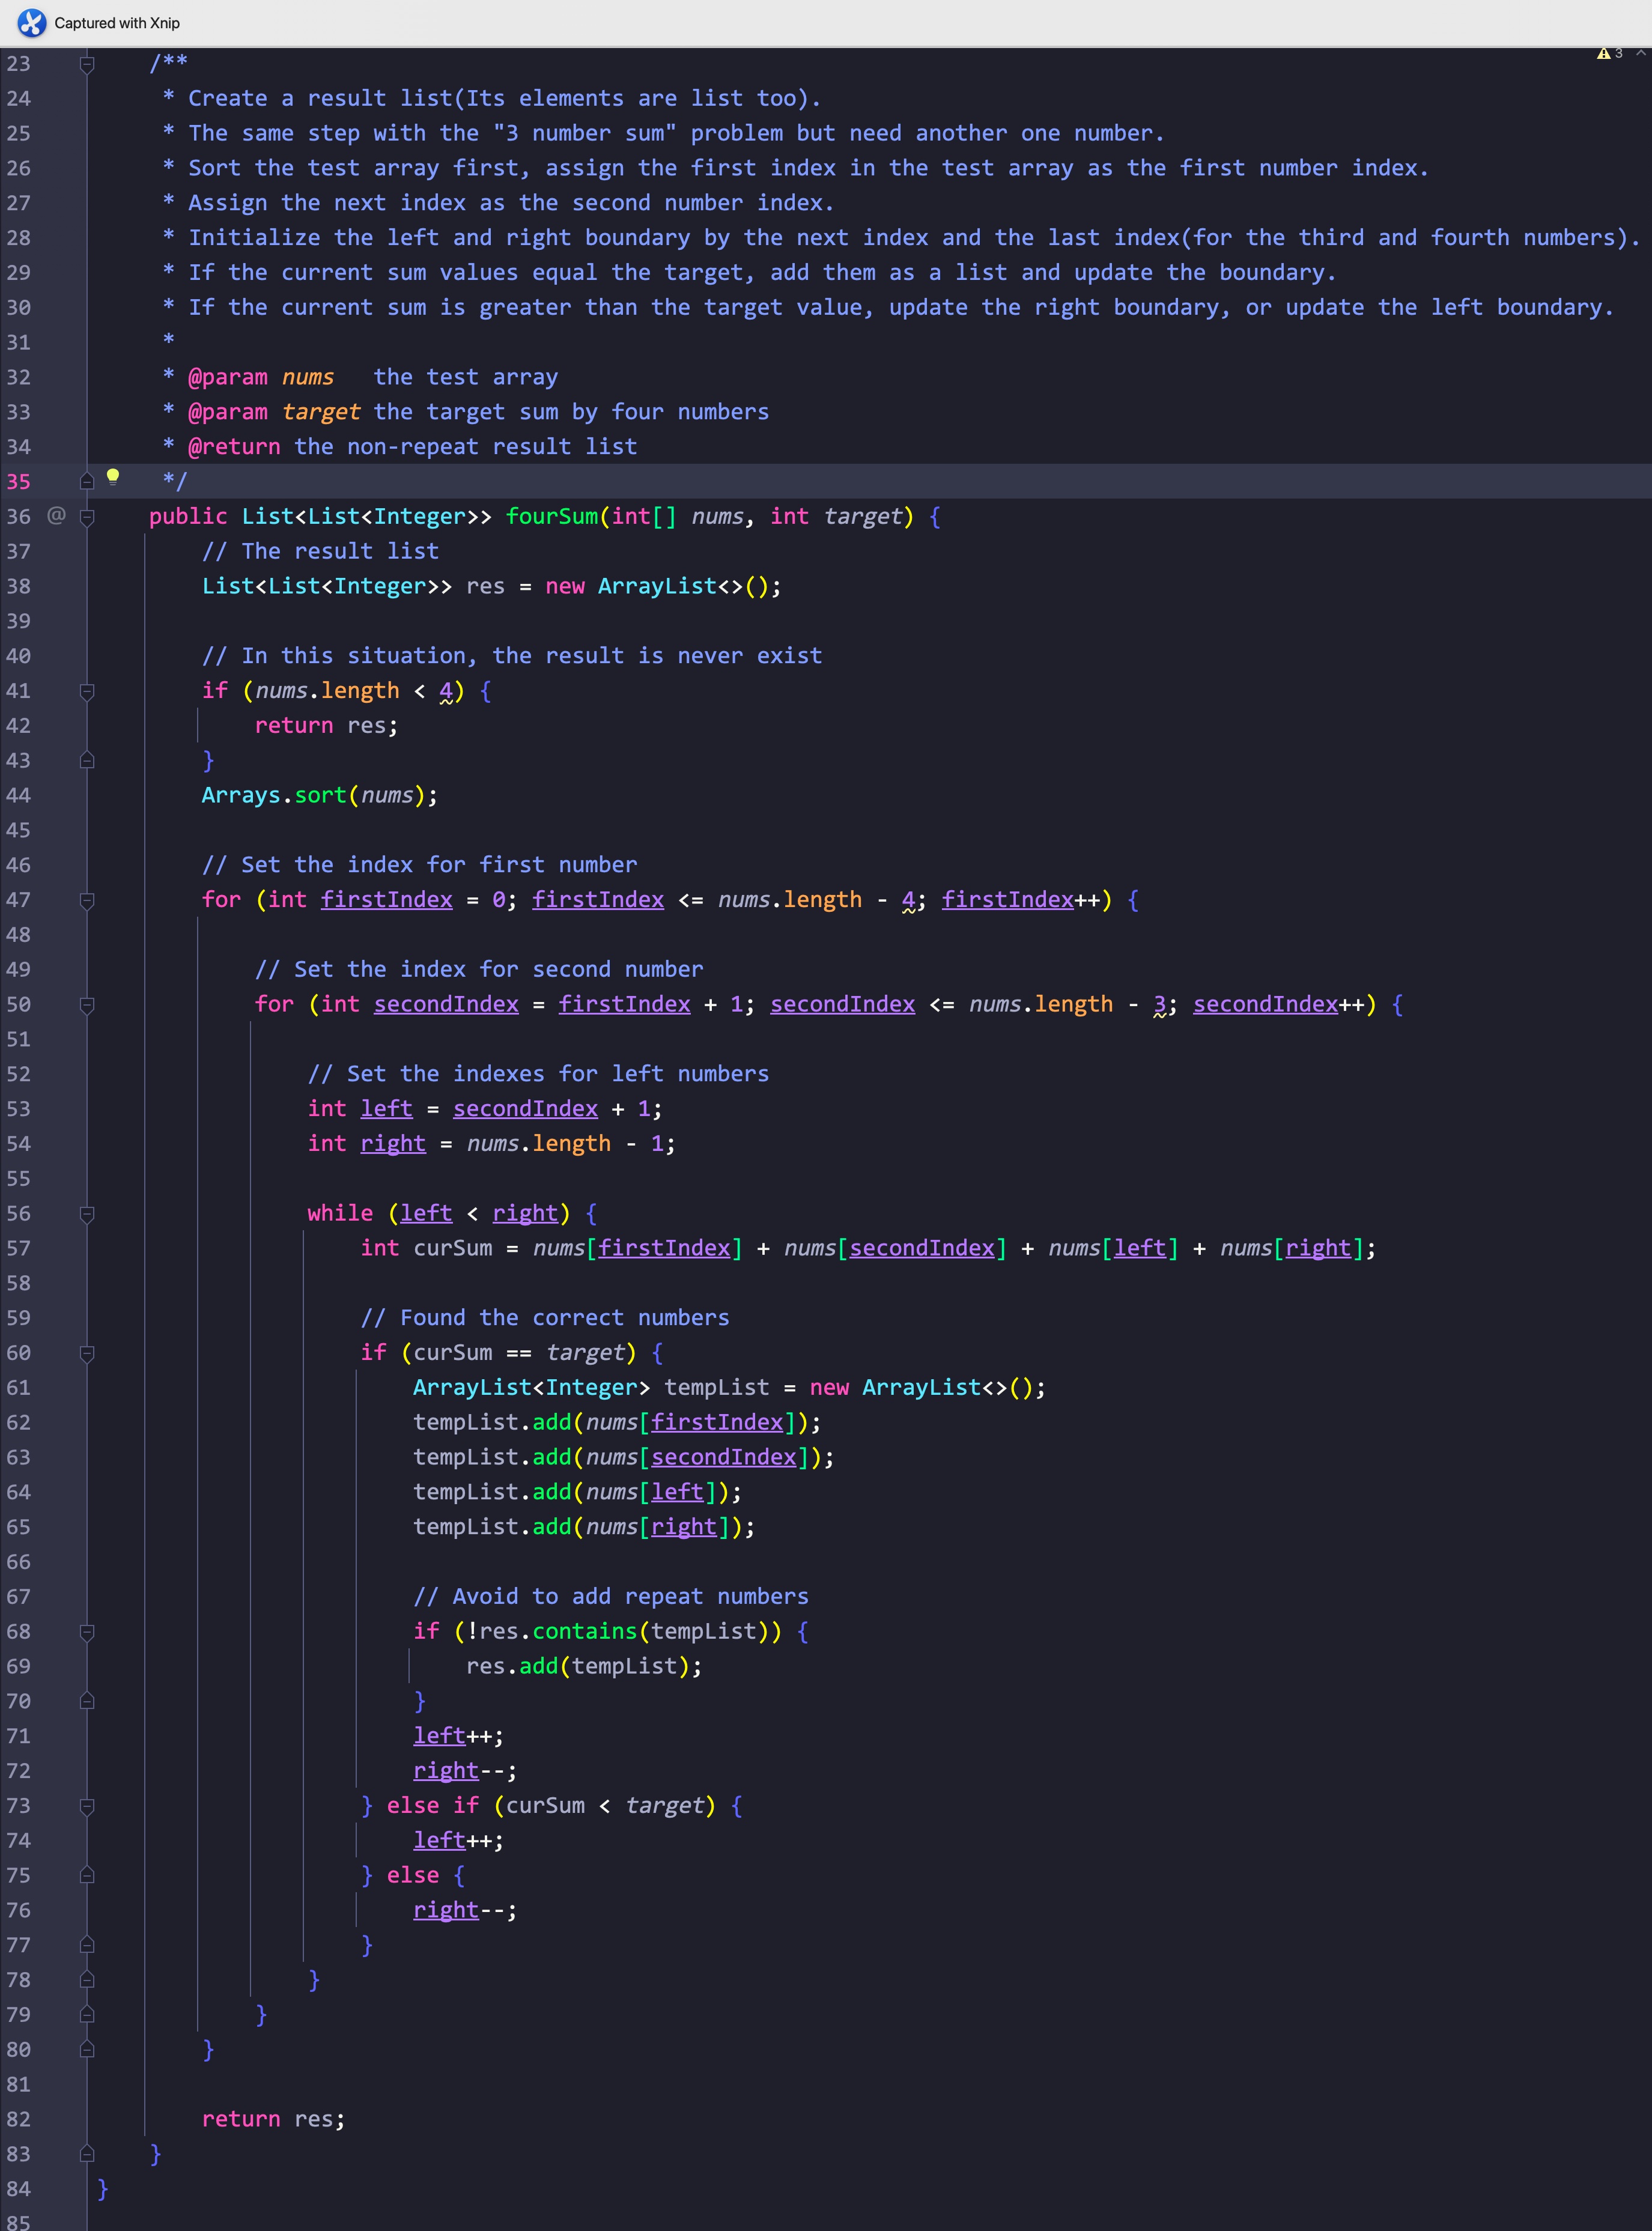 Captured with Xnip
3
23 /**
24 * Create a result list(Its elements are list too).
25 * The same step with the "3 number sum" problem but need another one number.
26 * Sort the test array first, assign the first index in the test array as the first number index.
27 * Assign the next index as the second number index.
28 * Initialize the left and right boundary by the next index and the last index(for the third and fourth numbers).
29 * If the current sum values equal the target, add them as a list and update the boundary.
30 * If the current sum is greater than the target value, update the right boundary, or update the left boundary.
31 *
32 * @param nums   the test array
33 * @param target the target sum by four numbers
34 * @return the non-repeat result list
35 */
36 @ public List<List<Integer>> fourSum(int[] nums, int target) {
37 // The result list
38 List<List<Integer>> res = new ArrayList<>();
39
40 // In this situation, the result is never exist
41 if (nums.length < 4) {
42 return res;
43 }
44 Arrays.sort(nums);
45
46 // Set the index for first number
47 for (int firstIndex = 0; firstIndex <= nums.length - 4; firstIndex++) {
48
49 // Set the index for second number
50 for (int secondIndex = firstIndex + 1; secondIndex <= nums.length - 3; secondIndex++) {
51
52 // Set the indexes for left numbers
53 int left = secondIndex + 1;
54 int right = nums.length - 1;
55
56 while (left < right) {
57 int curSum = nums[firstIndex] + nums[secondIndex] + nums[left] + nums[right];
58
59 // Found the correct numbers
60 if (curSum == target) {
61 ArrayList<Integer> tempList = new ArrayList<>();
62 tempList.add(nums[firstIndex]);
63 tempList.add(nums[secondIndex]);
64 tempList.add(nums[left]);
65 tempList.add(nums[right]);
66
67 // Avoid to add repeat numbers
68 if (!res.contains(tempList)) {
69 res.add(tempList);
70 }
71 left++;
72 right--;
73 } else if (curSum < target) {
74 left++;
75 } else {
76 right--;
77 }
78 }
79 }
80 }
81
82 return res;
83 }
84 }
85